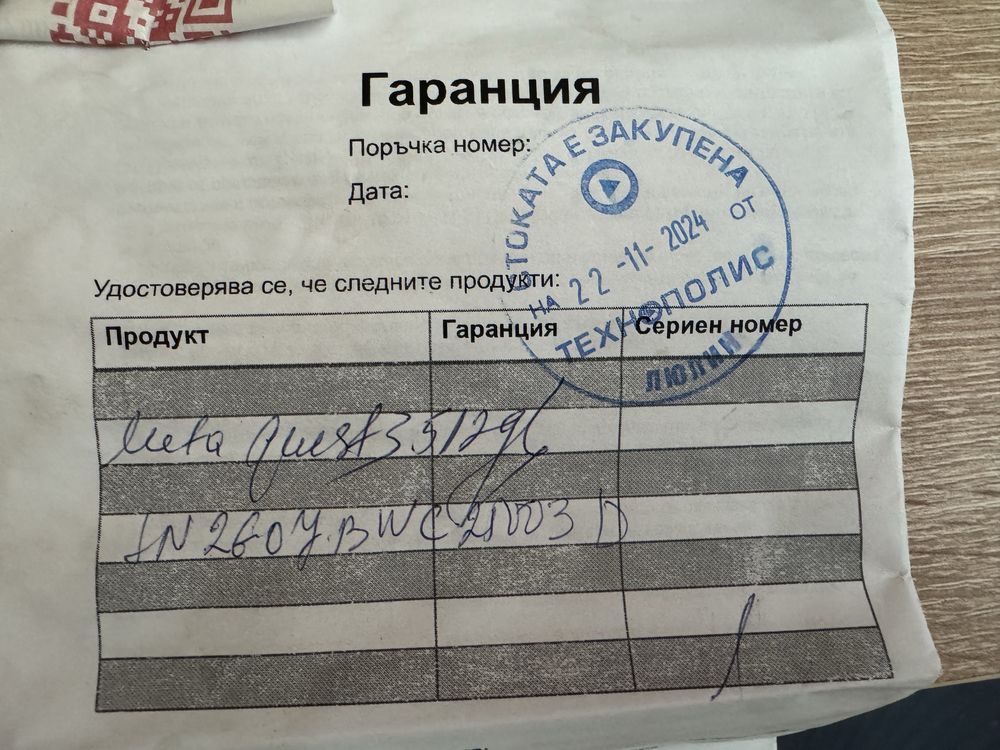 Гаранция
Поръчка номер:
Дата:
СТОКАТА Е ЗАКУПЕНА
НА 22-11-2024 ОТ
ТЕХНОПОЛИС
ЛЮЛИН
Удостоверява се, че следните продукти:
Продукт Гаранция Сериен номер
Meta Quest 3 512gb